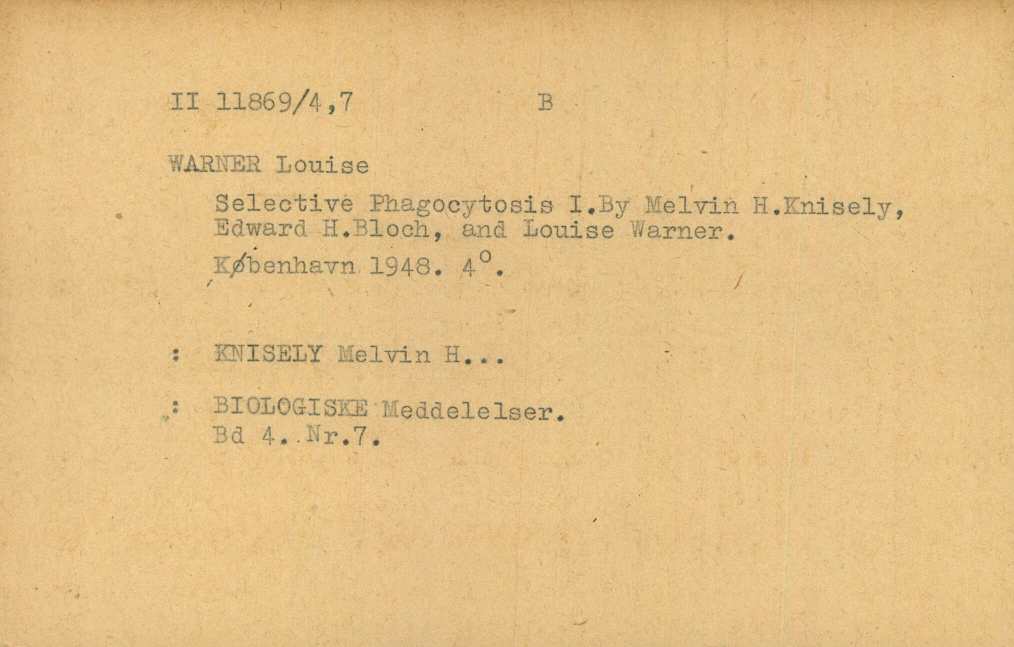 II 11869/4,7 B
WARNER Louise
Selective Phagocytosis I.By Melvin H.Knisely,
Edward H.Bloch, and Louise Warner.
København 1948. 4°.
: KNISELY Melvin H...
: BIOLOGISKE Meddelelser.
Bd 4. Nr.7.